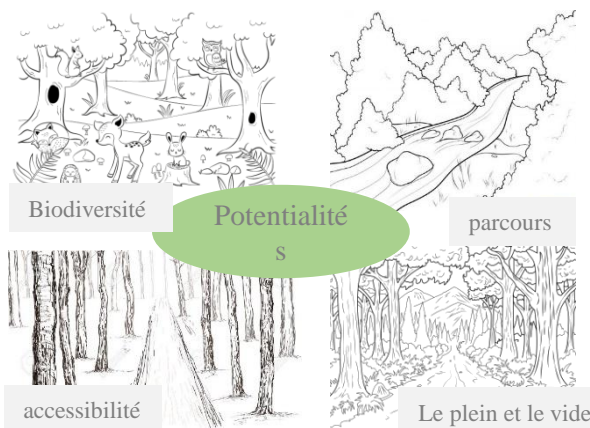 Biodiversité
Potentialité
s
parcours
accessibilité
Le plein et le vide